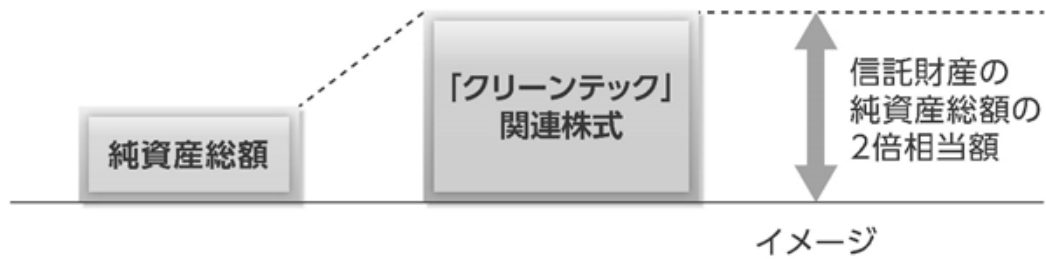 純資産総額
「クリーンテック」
関連株式
信託財産の
純資産総額の
2倍相当額
イメージ